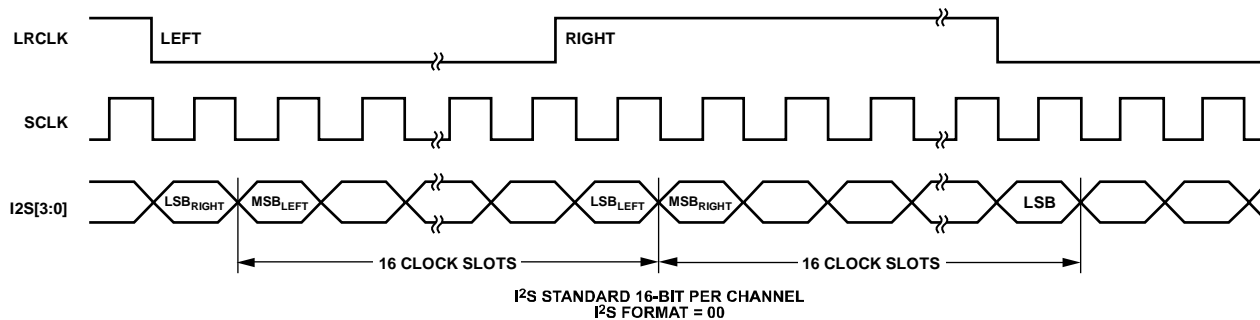 LRCLK
LEFT
RIGHT
SCLK
I2S[3:0]
LSBRIGHT
MSBLEFT
LSBLEFT
MSBRIGHT
LSB
16 CLOCK SLOTS
16 CLOCK SLOTS
I²S STANDARD 16-BIT PER CHANNEL
I²S FORMAT = 00